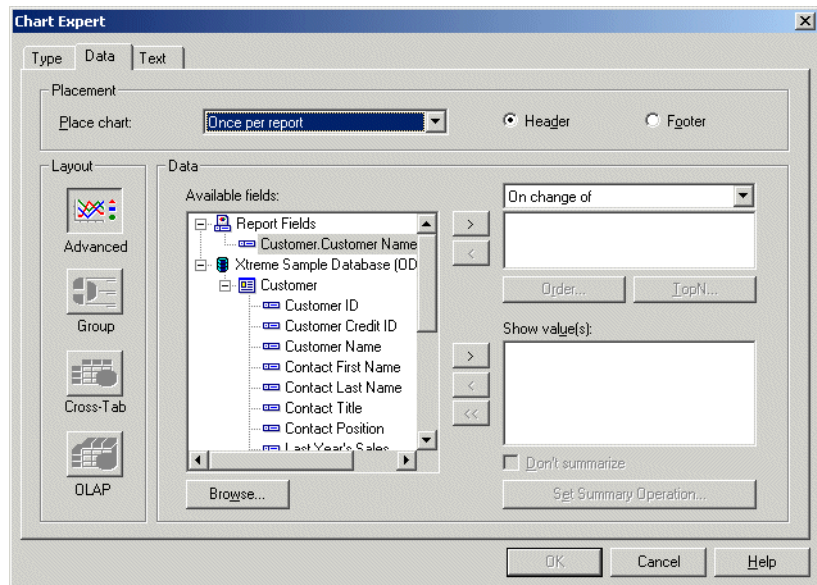 Chart Expert
Type Data Text
Placement
Place chart: Once per report Header Footer
Layout
Advanced
Group
Cross-Tab
OLAP
Data
Available fields:
Report Fields
Customer.Customer Name
Xtreme Sample Database (OD
Customer
Customer ID
Customer Credit ID
Customer Name
Contact First Name
Contact Last Name
Contact Title
Contact Position
Last Year's Sales
Browse...
>
<
On change of
Order... TopN...
Show value(s):
>
<
<<
Don't summarize
Set Summary Operation...
OK Cancel Help